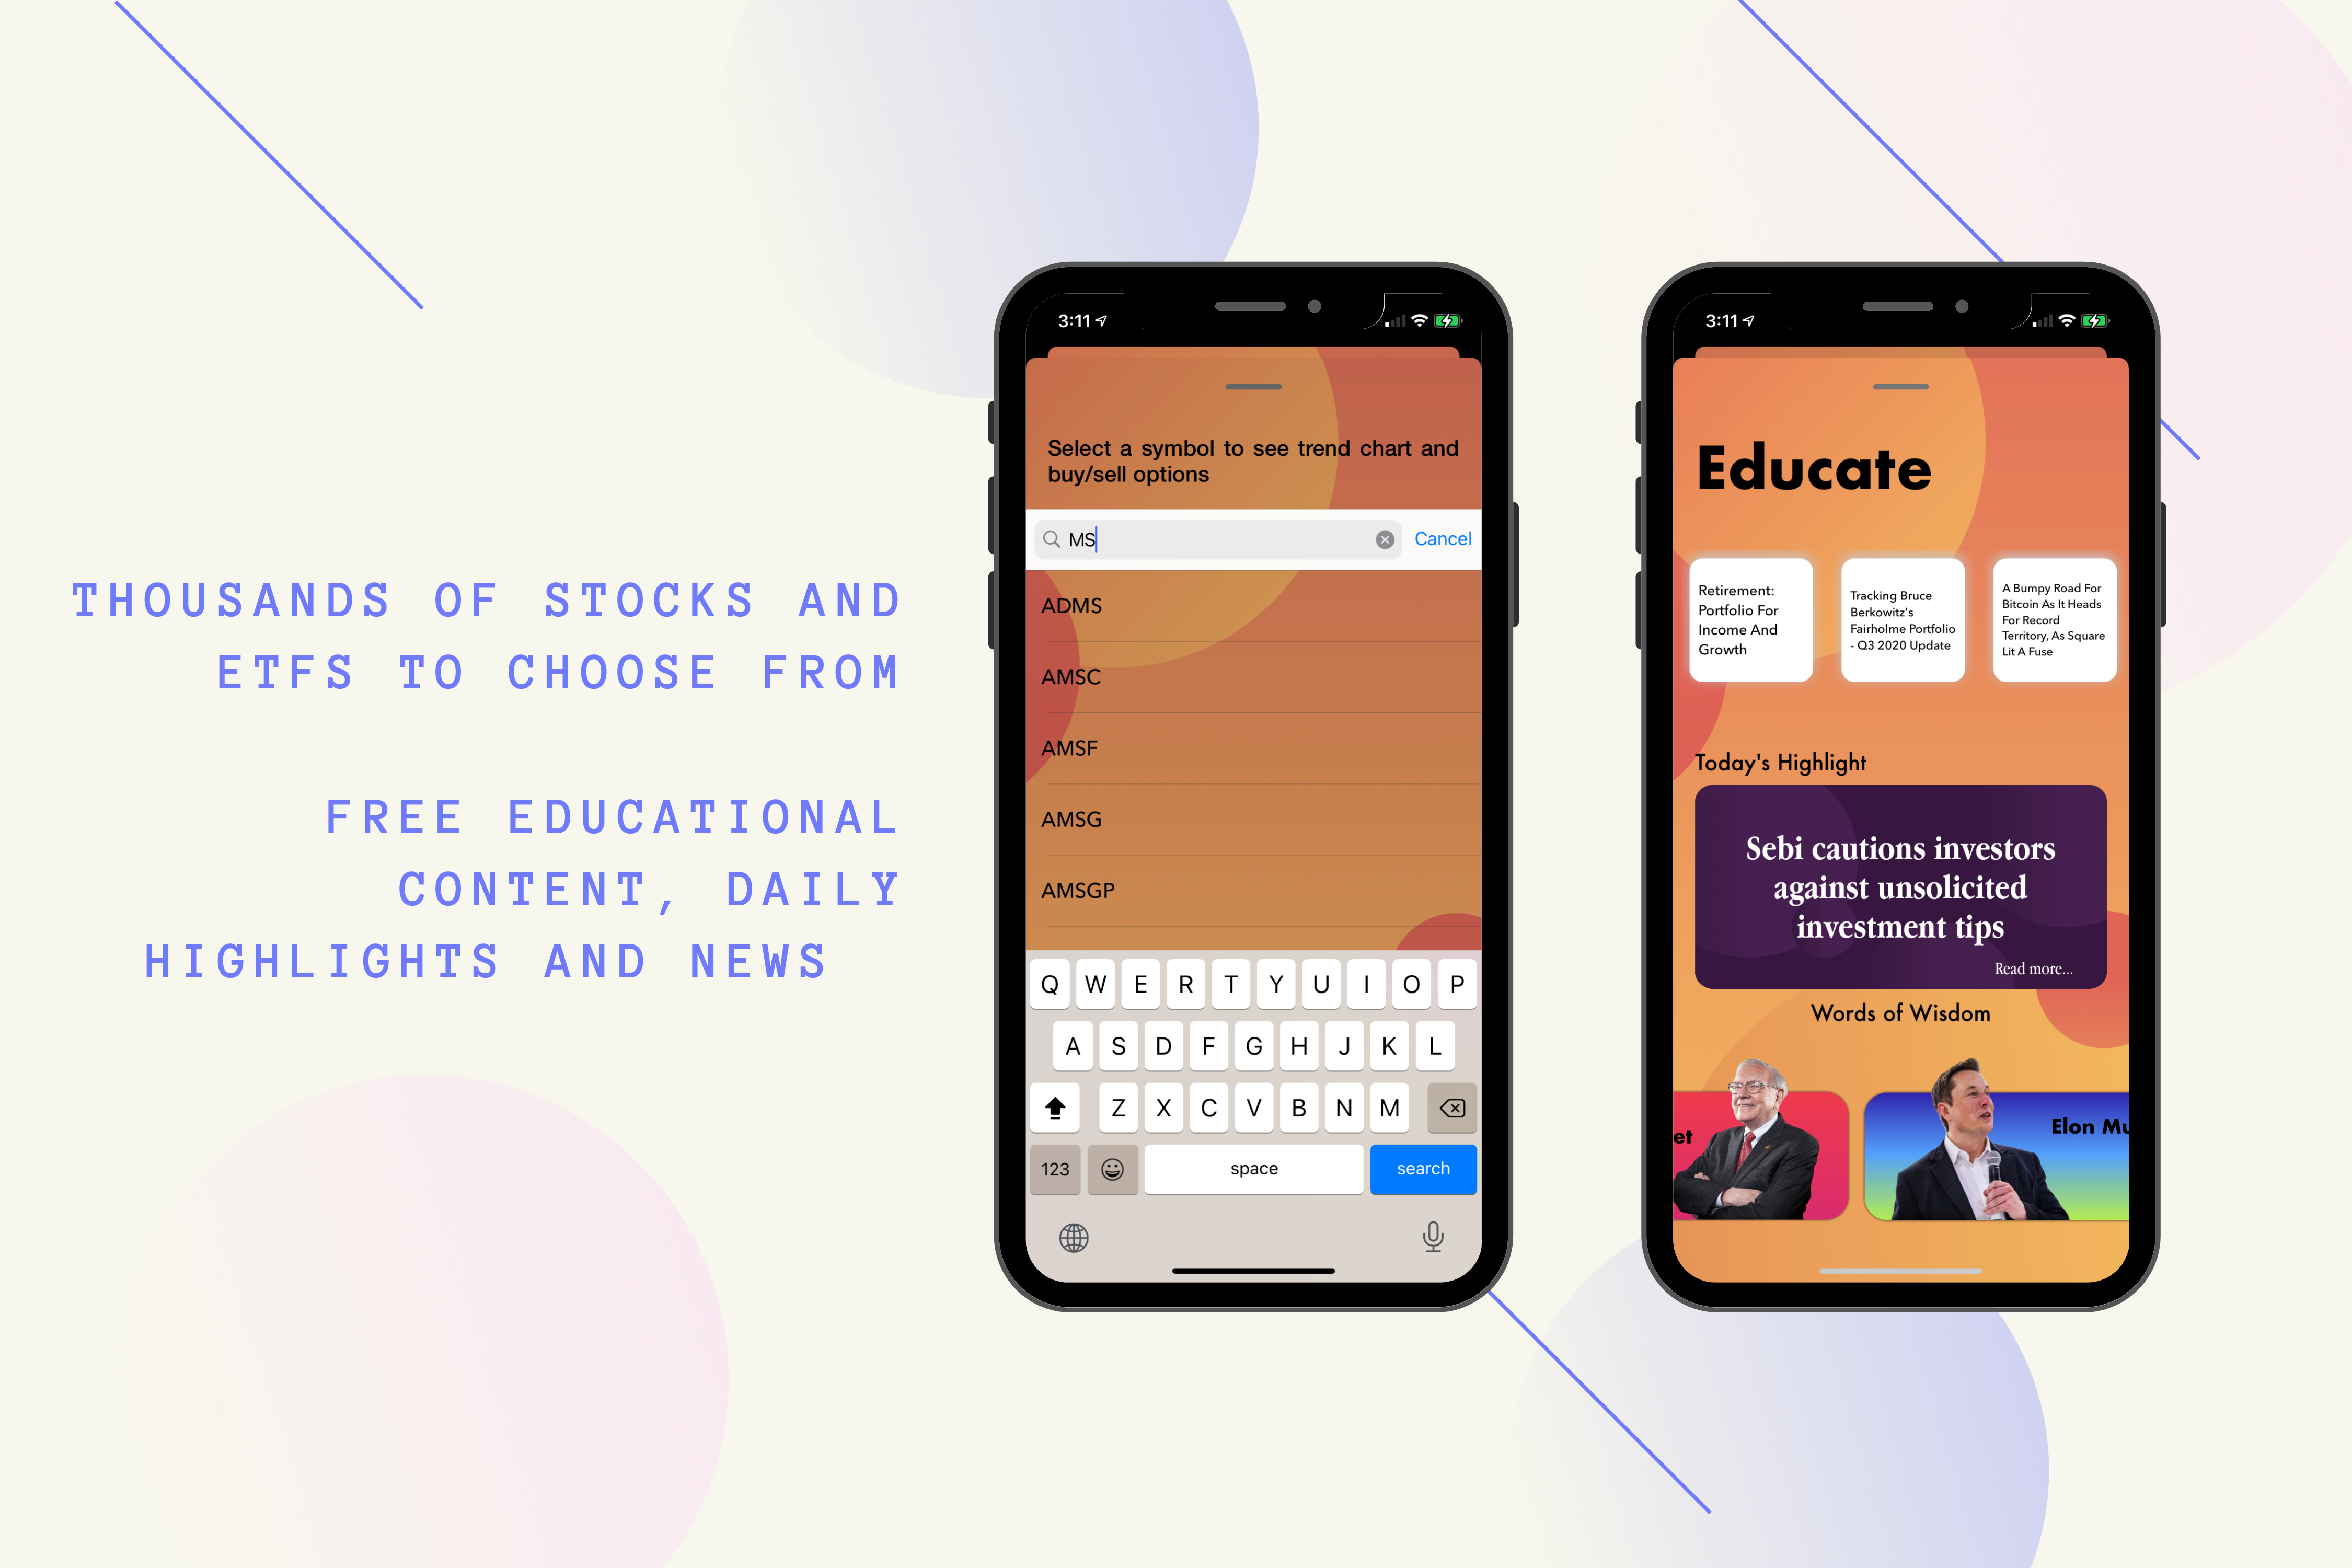 THOUSANDS OF STOCKS AND
ETFS TO CHOOSE FROM
FREE EDUCATIONAL
CONTENT, DAILY
HIGHLIGHTS AND NEWS
3:11
Select a symbol to see trend chart and
buy/sell options
MS
Cancel
ADMS
AMSC
AMSF
AMSG
AMSGP
Q W E R T Y U I O P
A S D F G H J K L
Z X C V B N M
123
space
search
3:11
Educate
Retirement:
Portfolio For
Income And
Growth
Tracking Bruce
Berkowitz's
Fairholme Portfolio
- Q3 2020 Update
A Bumpy Road For
Bitcoin As It Heads
For Record
Territory, As Square
Lit A Fuse
Today's Highlight
Sebi cautions investors
against unsolicited
investment tips
Read more...
Words of Wisdom
et
Elon Mu